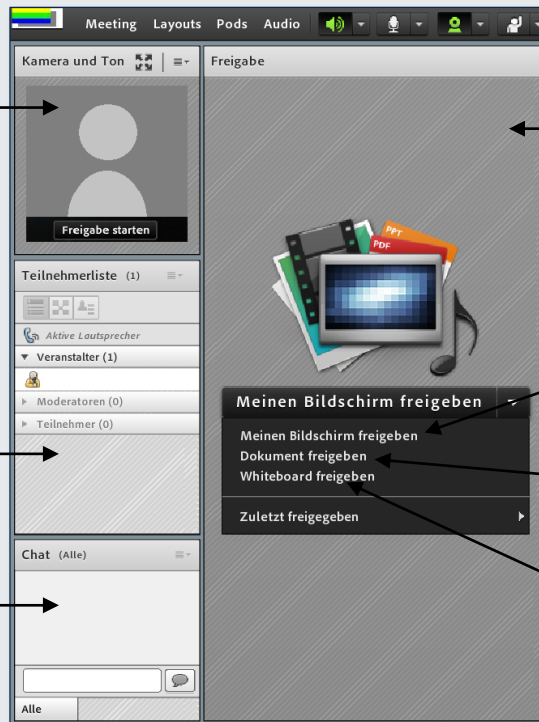 Meeting Layouts Pods Audio
Kamera und Ton
Freigabe starten
Teilnehmerliste (1)
Aktive Lautsprecher
Veranstalter (1)
Moderatoren (0)
Teilnehmer (0)
Chat (Alle)
Alle
Freigabe
PPT
PDF
Meinen Bildschirm freigeben
Meinen Bildschirm freigeben
Dokument freigeben
Whiteboard freigeben
Zuletzt freigegeben